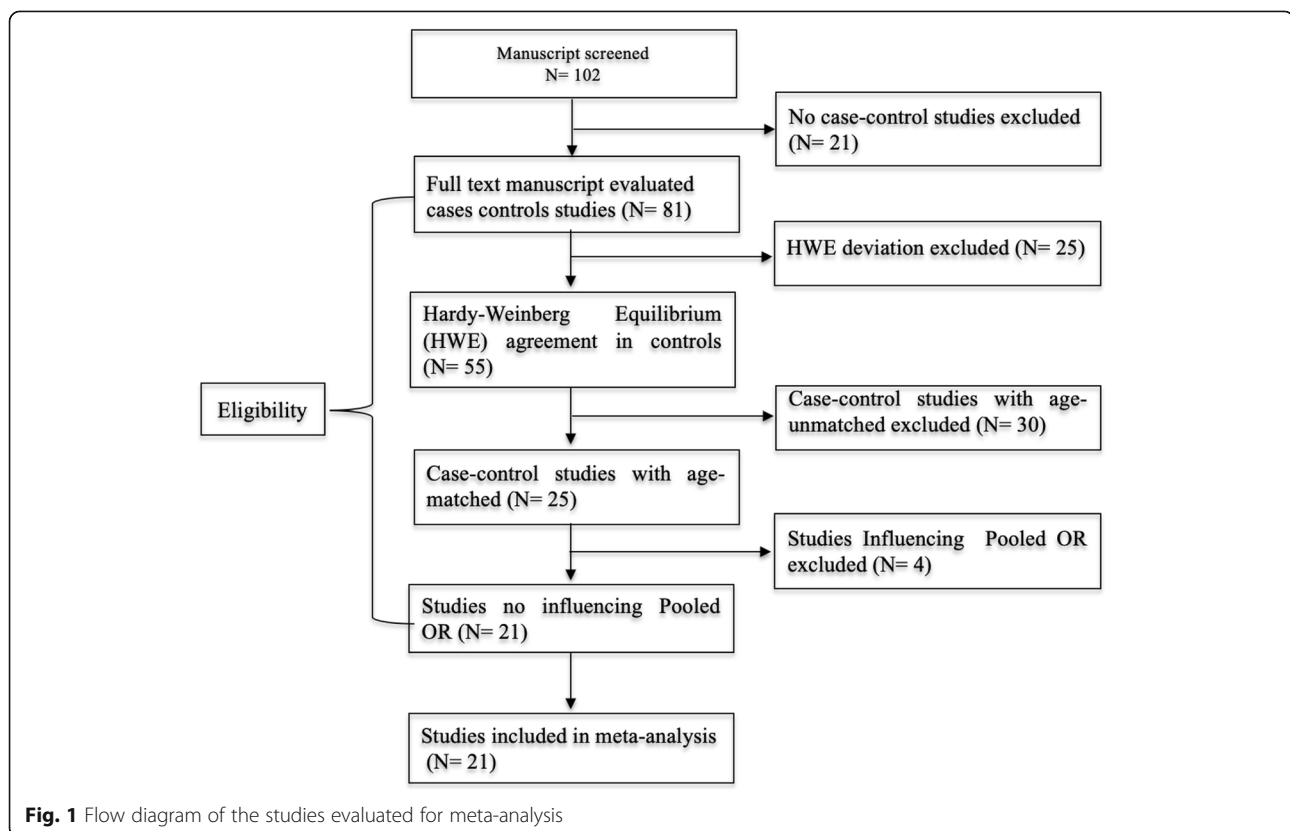 Manuscript screened
N= 102
No case-control studies excluded
(N= 21)
Full text manuscript evaluated
cases controls studies (N= 81)
HWE deviation excluded (N= 25)
Hardy-Weinberg Equilibrium
(HWE) agreement in controls
(N= 55)
Eligibility
Case-control studies with age-
unmatched excluded (N= 30)
Case-control studies with age-
matched (N= 25)
Studies Influencing Pooled OR
excluded (N= 4)
Studies no influencing Pooled
OR (N= 21)
Studies included in meta-analysis
(N= 21)
Fig. 1 Flow diagram of the studies evaluated for meta-analysis